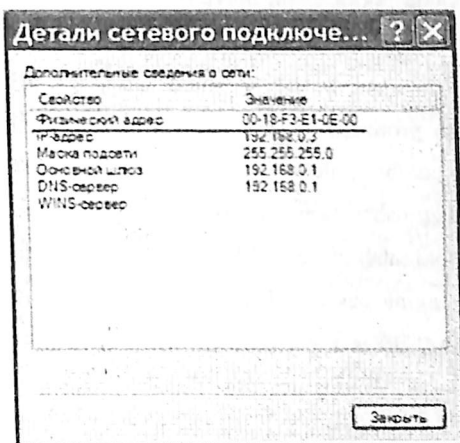 Детали сетевого подключе...
Дополнительные сведения о сети:
Свойство Значение
Физический адрес 00-18-F3-E1-0E-00
IP-адрес 192.168.0.3
Маска подсети 255.255.255.0
Основной шлюз 192.168.0.1
DNS-сервер 192.168.0.1
WINS-сервер
Закрыть